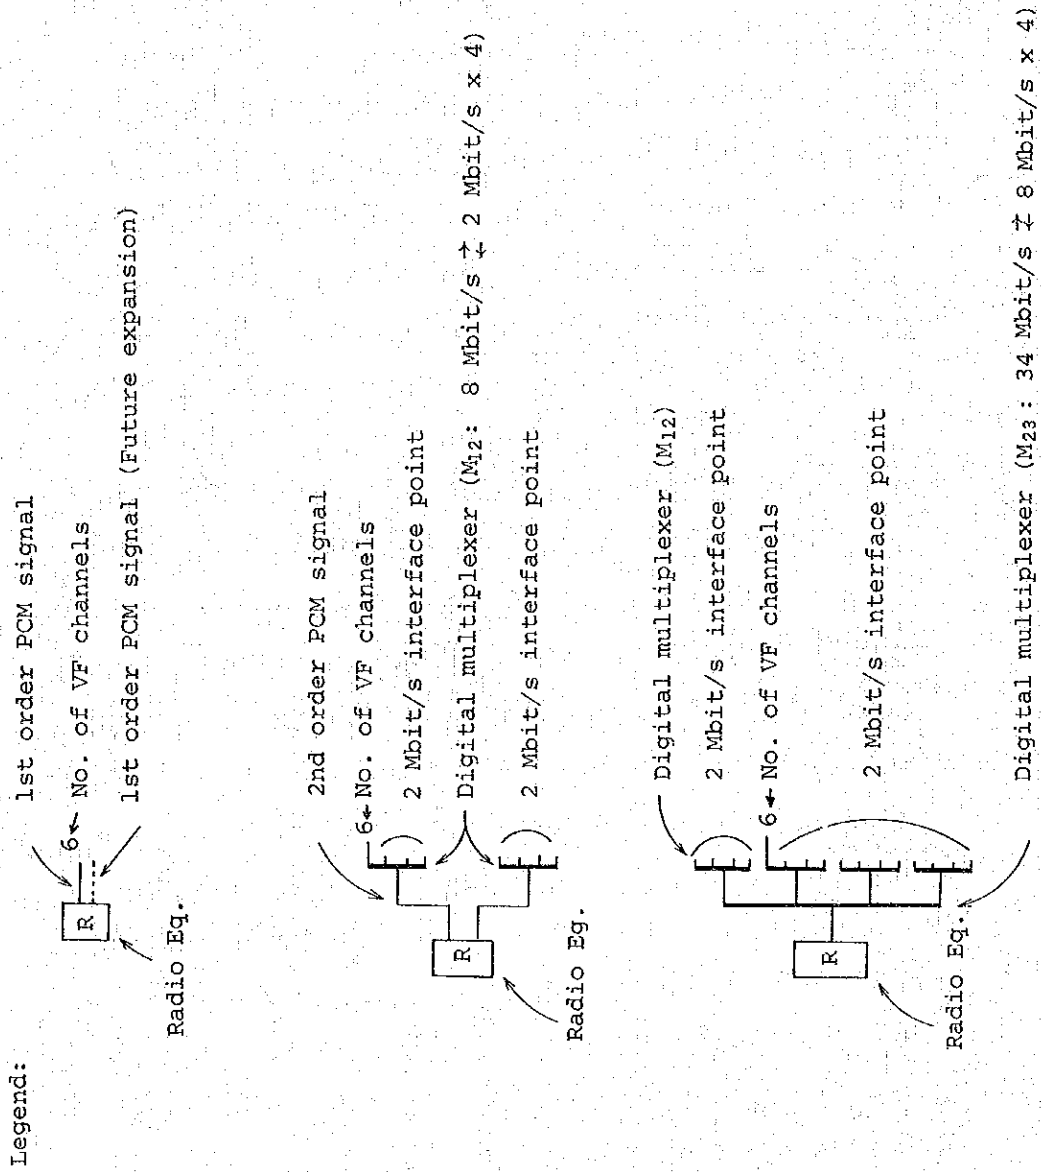 Legend:
1st order PCM signal
6 ← No. of VF channels
1st order PCM signal (Future expansion)
R
Radio Eq.
2nd order PCM signal
6 ← No. of VF channels
2 Mbit/s interface point
Digital multiplexer (M12: 8 Mbit/s ⇄ 2 Mbit/s x 4)
2 Mbit/s interface point
R
Radio Eg.
Digital multiplexer (M12)
2 Mbit/s interface point
6 ← No. of VF channels
2 Mbit/s interface point
R
Radio Eq.
Digital multiplexer (M23: 34 Mbit/s ⇄ 8 Mbit/s x 4)